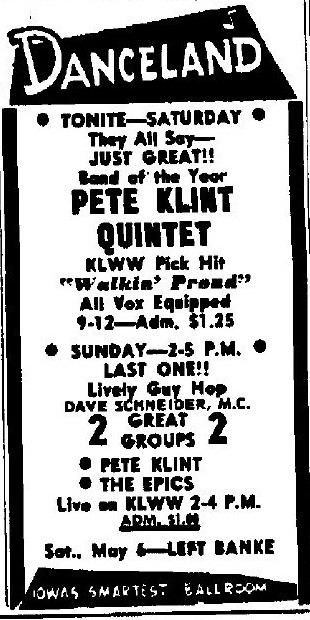 DANCELAND
• TONITE—SATURDAY •
They All Say—
JUST GREAT!!
Band of the Year
PETE KLINT
QUINTET
KLWW Pick Hit
"Walkin' Proud"
All Vox Equipped
9-12—Adm. $1.25
• SUNDAY—2-5 P.M. •
LAST ONE!!
Lively Guy Hop
DAVE SCHNEIDER, M.C.
2 GREAT GROUPS 2
• PETE KLINT
• THE EPICS
Live on KLWW 2-4 P.M.
ADM. $1.00
Sat., May 6—LEFT BANKE
IOWAS SMARTEST BALLROOM